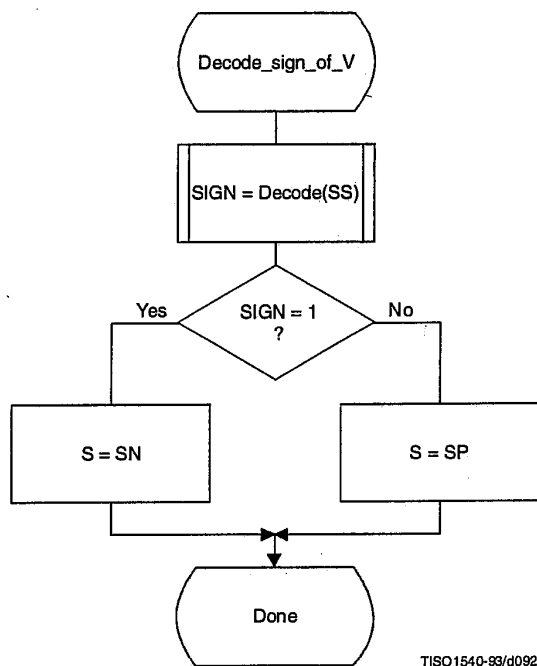 Decode_sign_of_V
SIGN = Decode(SS)
SIGN = 1
?
Yes
No
S = SN
S = SP
Done
TISO1540-93/d092